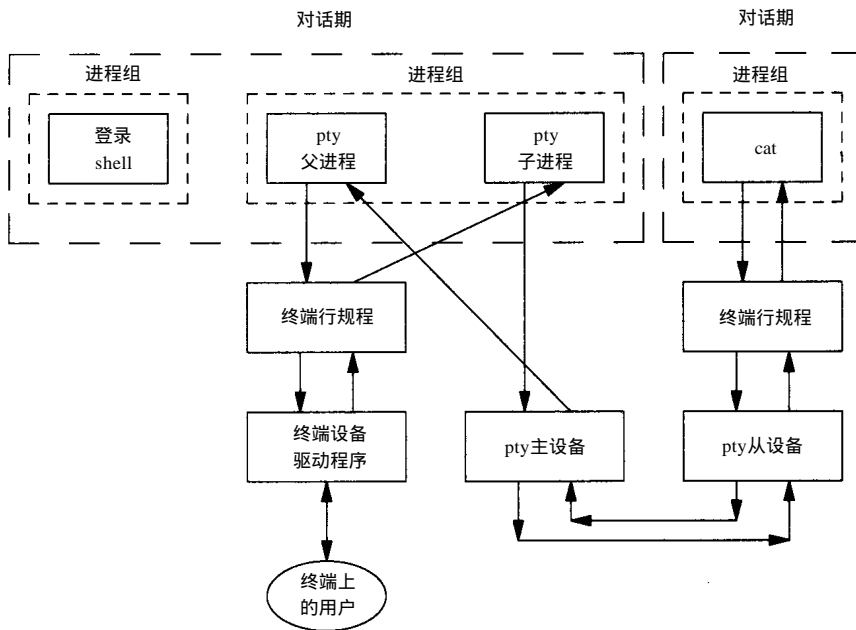 对话期
对话期
进程组
进程组
进程组
登录
shell
pty
父进程
pty
子进程
cat
终端行规程
终端行规程
终端设备
驱动程序
pty主设备
pty从设备
终端上
的用户